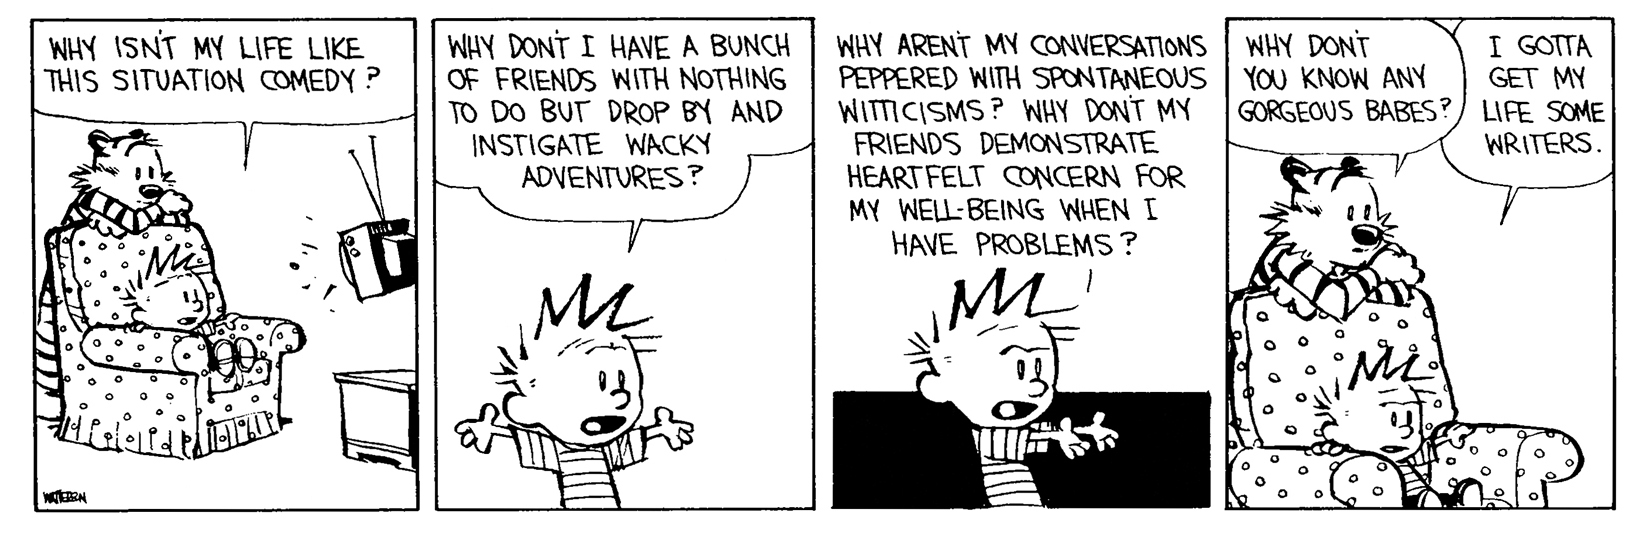 WHY ISN'T MY LIFE LIKE
THIS SITUATION COMEDY?
WATTERSON
WHY DON'T I HAVE A BUNCH
OF FRIENDS WITH NOTHING
TO DO BUT DROP BY AND
INSTIGATE WACKY
ADVENTURES?
WHY AREN'T MY CONVERSATIONS
PEPPERED WITH SPONTANEOUS
WITTICISMS? WHY DON'T MY
FRIENDS DEMONSTRATE
HEARTFELT CONCERN FOR
MY WELL-BEING WHEN I
HAVE PROBLEMS?
WHY DON'T
YOU KNOW ANY
GORGEOUS BABES?
I GOTTA
GET MY
LIFE SOME
WRITERS.